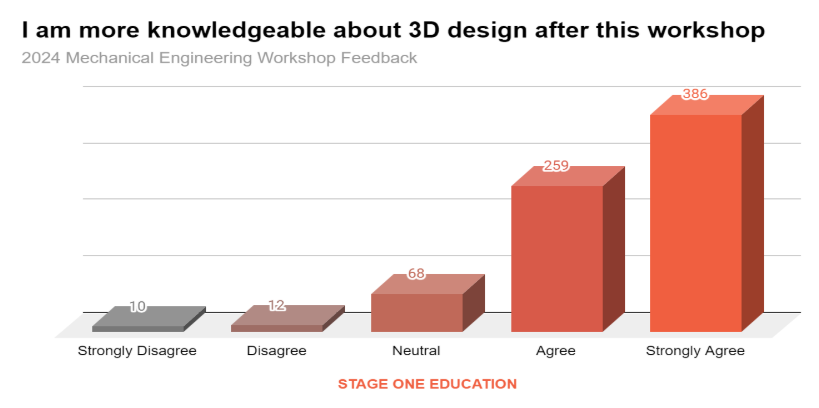 I am more knowledgeable about 3D design after this workshop
2024 Mechanical Engineering Workshop Feedback
386
259
68
10
12
Strongly Disagree
Disagree
Neutral
Agree
Strongly Agree
STAGE ONE EDUCATION